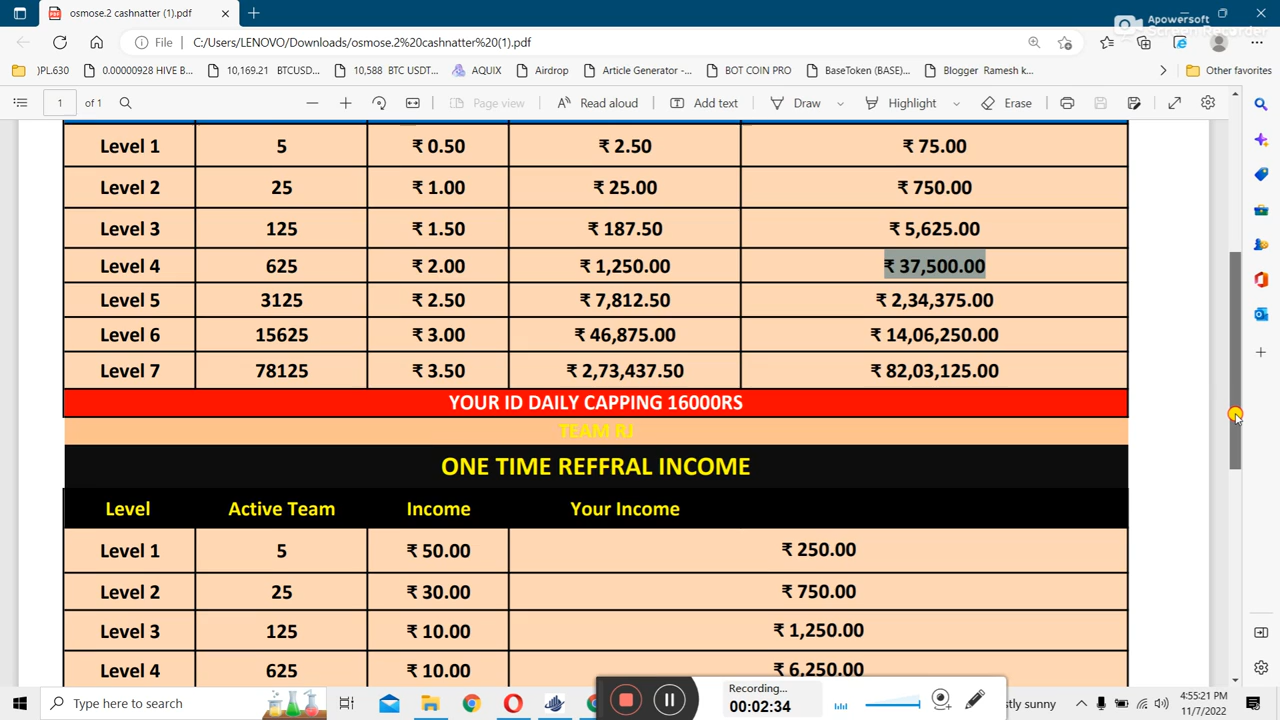 osmose.2 cashnatter (1).pdf
Apowersoft
Screen Recorder
File C:/Users/LENOVO/Downloads/osmose.2%20cashnatter%20(1).pdf
)PL.630 0.00000928 HIVE B... 10,169.21 BTCUSD... 10,588 BTC USDT... AQUIX Airdrop Article Generator -... BOT COIN PRO BaseToken (BASE)... Blogger Ramesh k... Other favorites
1 of 1 Page view Read aloud Add text Draw Highlight Erase
Level 1 5 ₹ 0.50 ₹ 2.50 ₹ 75.00
Level 2 25 ₹ 1.00 ₹ 25.00 ₹ 750.00
Level 3 125 ₹ 1.50 ₹ 187.50 ₹ 5,625.00
Level 4 625 ₹ 2.00 ₹ 1,250.00 ₹ 37,500.00
Level 5 3125 ₹ 2.50 ₹ 7,812.50 ₹ 2,34,375.00
Level 6 15625 ₹ 3.00 ₹ 46,875.00 ₹ 14,06,250.00
Level 7 78125 ₹ 3.50 ₹ 2,73,437.50 ₹ 82,03,125.00
YOUR ID DAILY CAPPING 16000RS
TEAM RJ
ONE TIME REFFRAL INCOME
Level Active Team Income Your Income
Level 1 5 ₹ 50.00 ₹ 250.00
Level 2 25 ₹ 30.00 ₹ 750.00
Level 3 125 ₹ 10.00 ₹ 1,250.00
Level 4 625 ₹ 10.00 ₹ 6,250.00
Recording...
00:02:34
Type here to search
stly sunny
4:55:21 PM
11/7/2022